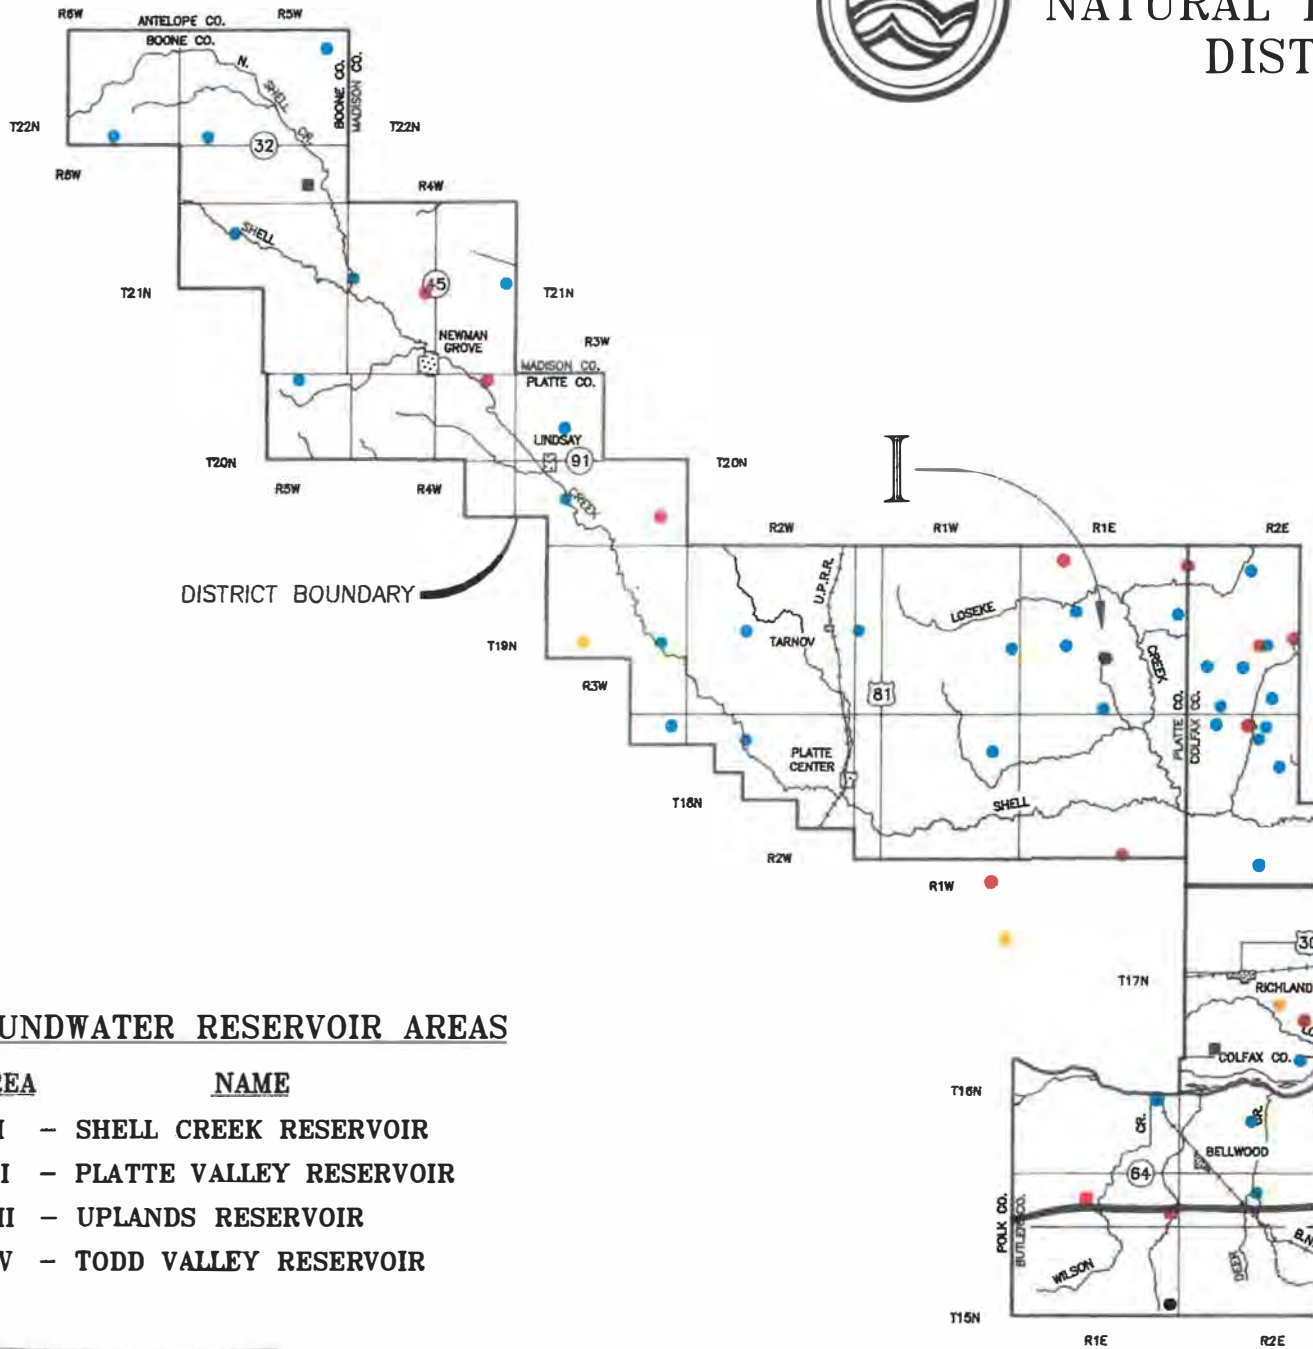 NATURAL
DIST
R6W
R5W
ANTELOPE CO.
BOONE CO.
N. SHELL CR.
BOONE CO.
MADISON CO.
T22N
T22N
32
R6W
R4W
SHELL
T21N
45
T21N
NEWMAN
GROVE
R3W
MADISON CO.
PLATTE CO.
LINDSAY
91
T20N
T20N
R5W
R4W
CREEK
I
R2W
R1W
R1E
R2E
DISTRICT BOUNDARY
U.P.R.R.
LOSEKE
TARNOV
CREEK
T19N
R3W
81
PLATTE CO.
COLFAX CO.
PLATTE
CENTER
T18N
SHELL
R2W
R1W
30
T17N
RICHLAND
COLFAX CO.
T16N
CR.
CR.
BELLWOOD
64
POLK CO.
BUTLER CO.
WILSON
DEER
B.N.
T15N
R1E
R2E
UNDWATER RESERVOIR AREAS
EA NAME
I – SHELL CREEK RESERVOIR
I – PLATTE VALLEY RESERVOIR
II – UPLANDS RESERVOIR
V – TODD VALLEY RESERVOIR